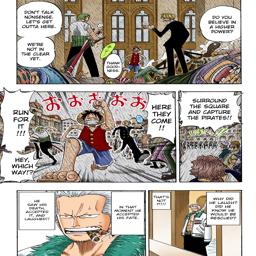 DON'T TALK
NONSENSE.
LET'S GET
OUTTA HERE.
WE'RE
NOT IN
THE CLEAR
YET.
THANK
GOOD-
NESS.
DO YOU
BELIEVE IN
A HIGHER
POWER?
RUN
FOR
IT
!!!
HEY,
WHICH
WAY!?
おおおお
HERE
THEY
COME!!
SURROUND
THE SQUARE
AND CAPTURE
THE PIRATES!!
HE
SAW HIS
DEATH,
ACCEPTED
IT, AND
LAUGHED!!
IN THAT
MOMENT HE
ACCEPTED
HIS FATE.
THAT'S
NOT
IT!!
WHY DID
HE LAUGH?
DID HE
KNOW HE
WOULD BE
RESCUED?